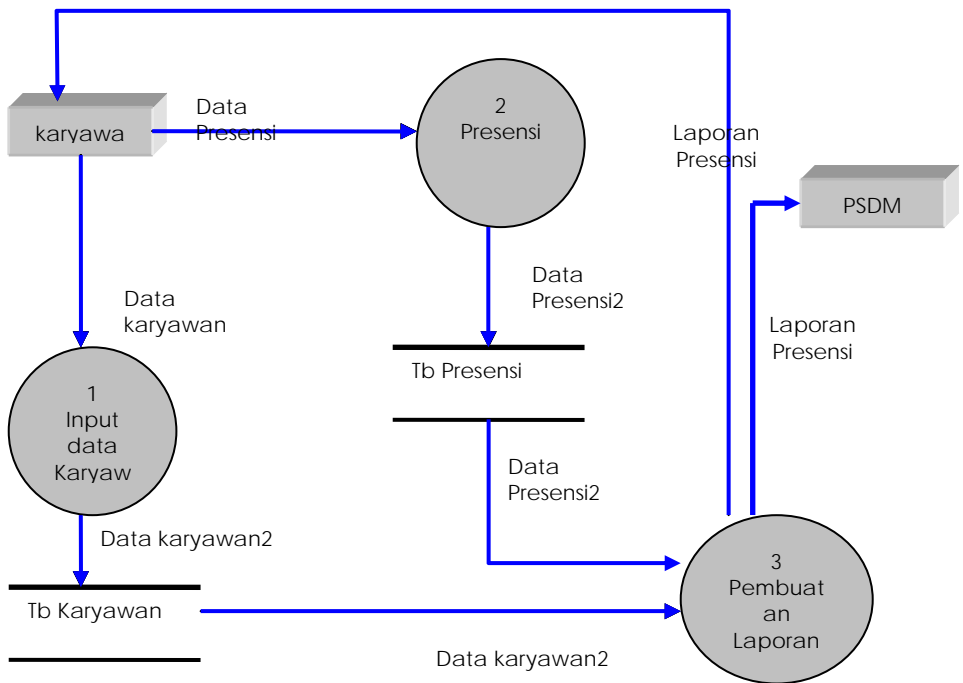 karyawa
Data
Presensi
2
Presensi
Laporan
Presensi
PSDM
Data
karyawan
Data
Presensi2
Laporan
Presensi
Tb Presensi
1
Input
data
Karyaw
Data
Presensi2
Data karyawan2
Tb Karyawan
3
Pembuat
an
Laporan
Data karyawan2